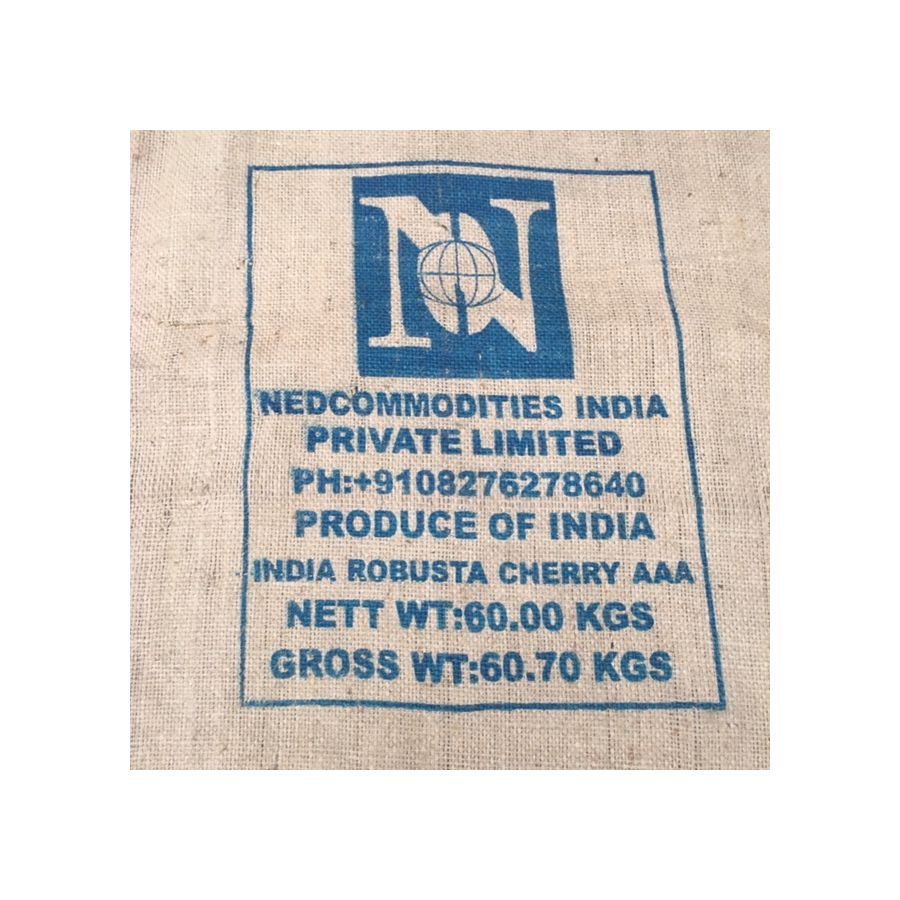 N
NEDCOMMODITIES INDIA
PRIVATE LIMITED
PH:+9108276278640
PRODUCE OF INDIA
INDIA ROBUSTA CHERRY AAA
NETT WT:60.00 KGS
GROSS WT:60.70 KGS